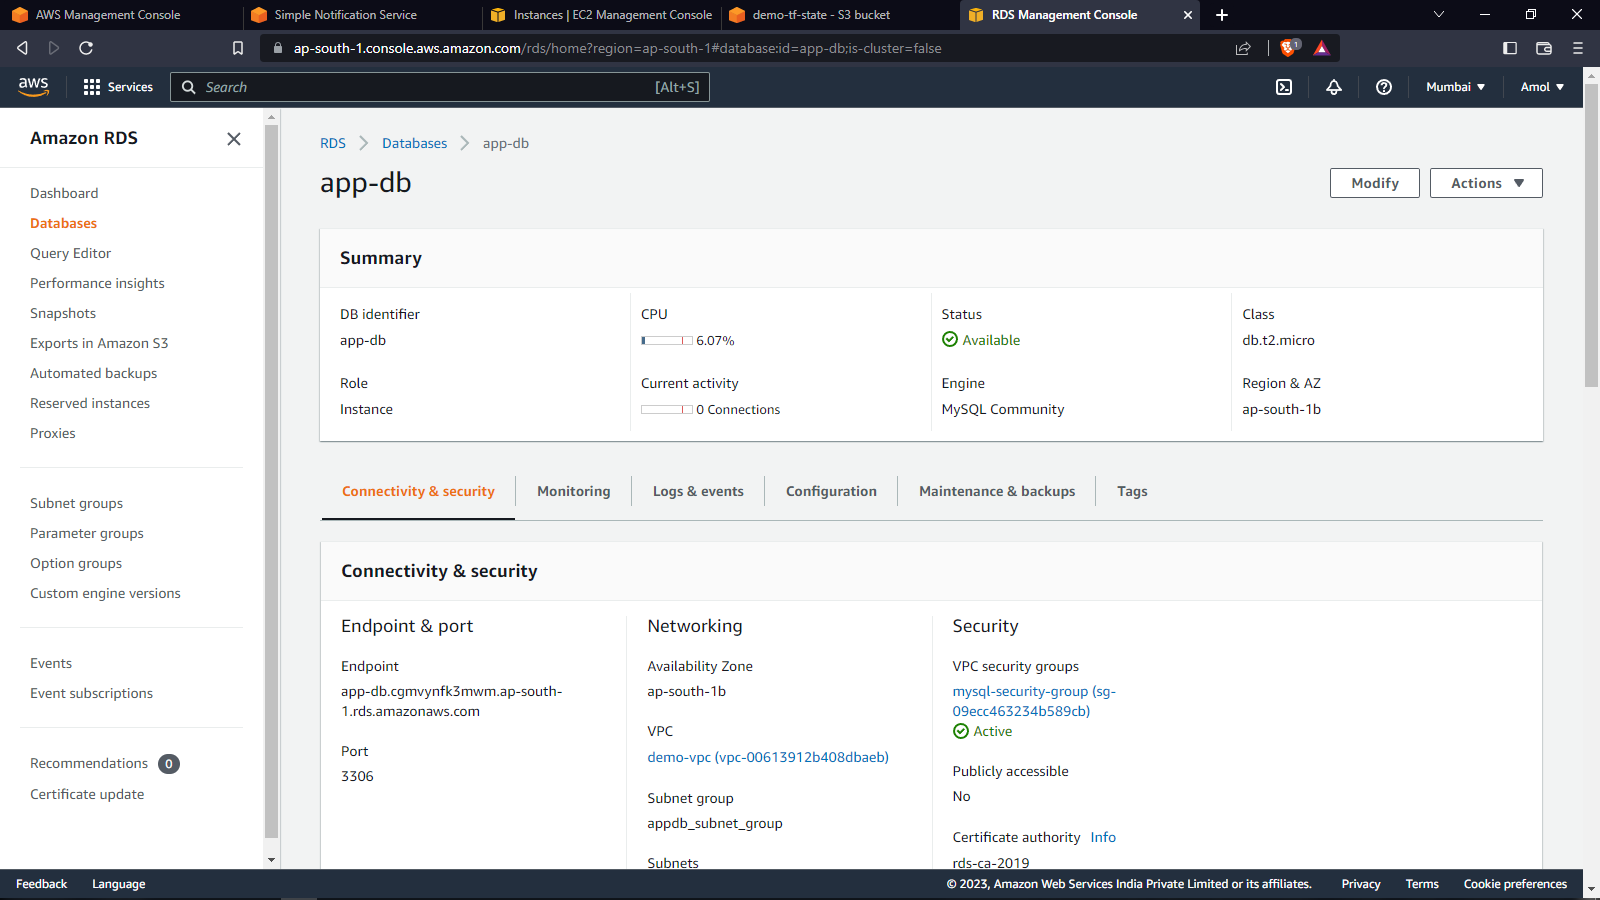 AWS Management Console
Simple Notification Service
Instances | EC2 Management Console
demo-tf-state - S3 bucket
RDS Management Console
ap-south-1.console.aws.amazon.com/rds/home?region=ap-south-1#database:id=app-db;is-cluster=false
1
aws
Services
Search
[Alt+S]
Mumbai
Amol
Amazon RDS
Dashboard
Databases
Query Editor
Performance insights
Snapshots
Exports in Amazon S3
Automated backups
Reserved instances
Proxies
Subnet groups
Parameter groups
Option groups
Custom engine versions
Events
Event subscriptions
Recommendations 0
Certificate update
RDS
Databases
app-db
app-db
Modify
Actions
Summary
DB identifier
app-db
CPU
6.07%
Status
Available
Class
db.t2.micro
Role
Instance
Current activity
0 Connections
Engine
MySQL Community
Region & AZ
ap-south-1b
Connectivity & security
Monitoring
Logs & events
Configuration
Maintenance & backups
Tags
Connectivity & security
Endpoint & port
Endpoint
app-db.cgmvynfk3mwm.ap-south-
1.rds.amazonaws.com
Port
3306
Networking
Availability Zone
ap-south-1b
VPC
demo-vpc (vpc-00613912b408dbaeb)
Subnet group
appdb_subnet_group
Subnets
Security
VPC security groups
mysql-security-group (sg-
09ecc463234b589cb)
Active
Publicly accessible
No
Certificate authority Info
rds-ca-2019
Feedback
Language
© 2023, Amazon Web Services India Private Limited or its affiliates.
Privacy
Terms
Cookie preferences